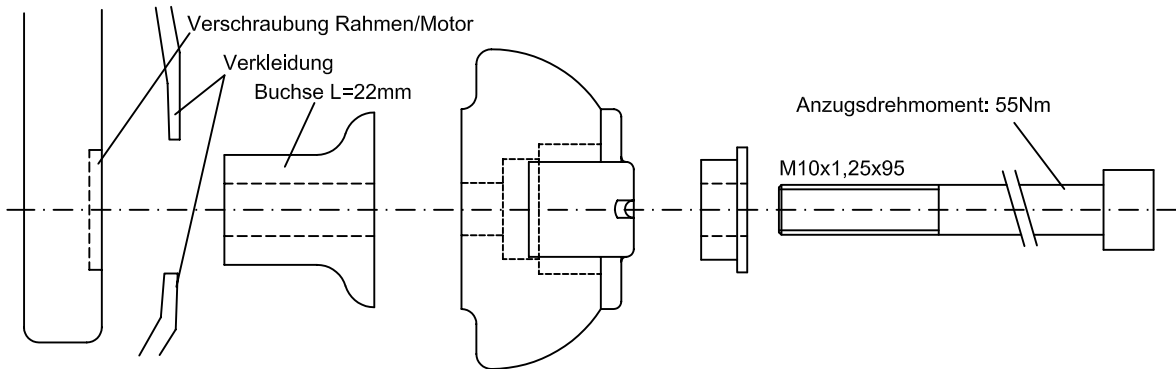 Verschraubung Rahmen/Motor
Verkleidung
Buchse L=22mm
Anzugsdrehmoment: 55Nm
M10x1,25x95